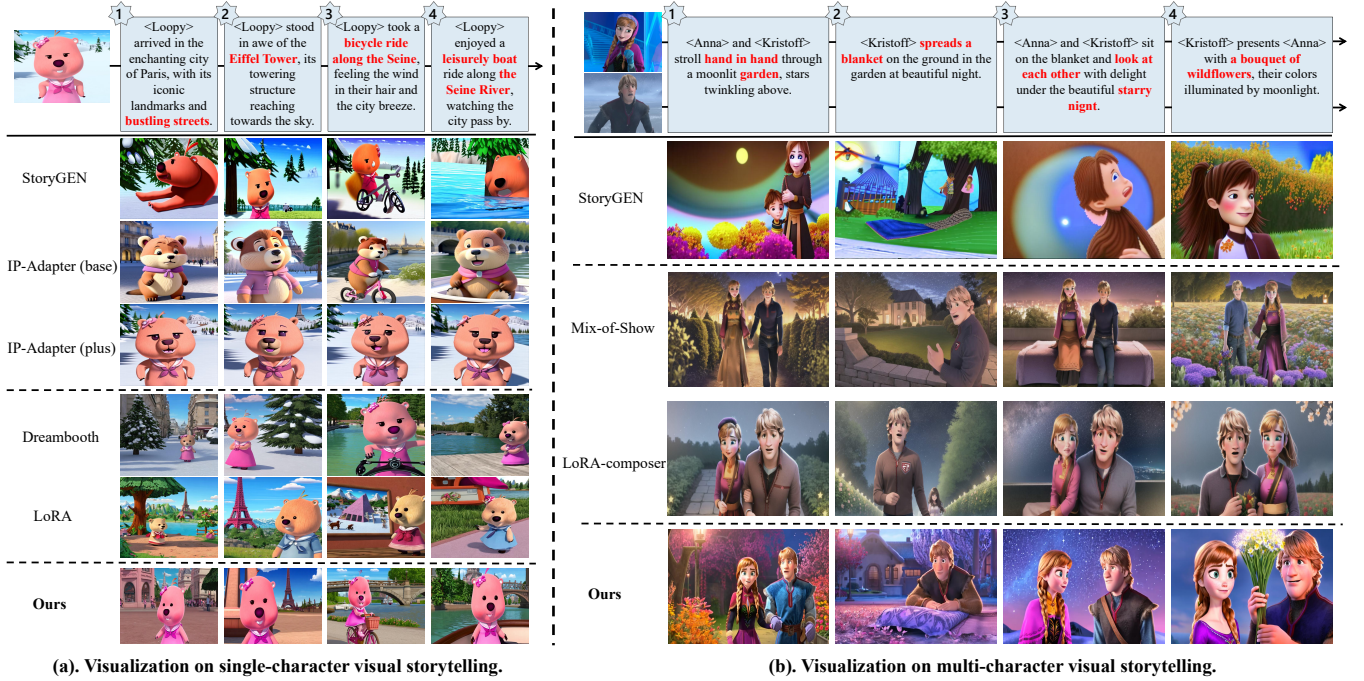 1
<Loopy>
arrived in the
enchanting city
of Paris, with its
iconic
landmarks and
bustling streets.
2
<Loopy> stood
in awe of the
Eiffel Tower, its
towering
structure
reaching
towards the sky.
3
<Loopy> took a
bicycle ride
along the Seine,
feeling the wind
in their hair and
the city breeze.
4
<Loopy>
enjoyed a
leisurely boat
ride along the
Seine River,
watching the
city pass by.
StoryGEN
IP-Adapter (base)
IP-Adapter (plus)
Dreambooth
LoRA
Ours
(a). Visualization on single-character visual storytelling.
1
<Anna> and <Kristoff>
stroll hand in hand through
a moonlit garden, stars
twinkling above.
2
<Kristoff> spreads a
blanket on the ground in the
garden at beautiful night.
3
<Anna> and <Kristoff> sit
on the blanket and look at
each other with delight
under the beautiful starry
nignt.
4
<Kristoff> presents <Anna>
with a bouquet of
wildflowers, their colors
illuminated by moonlight.
StoryGEN
Mix-of-Show
LoRA-composer
Ours
(b). Visualization on multi-character visual storytelling.